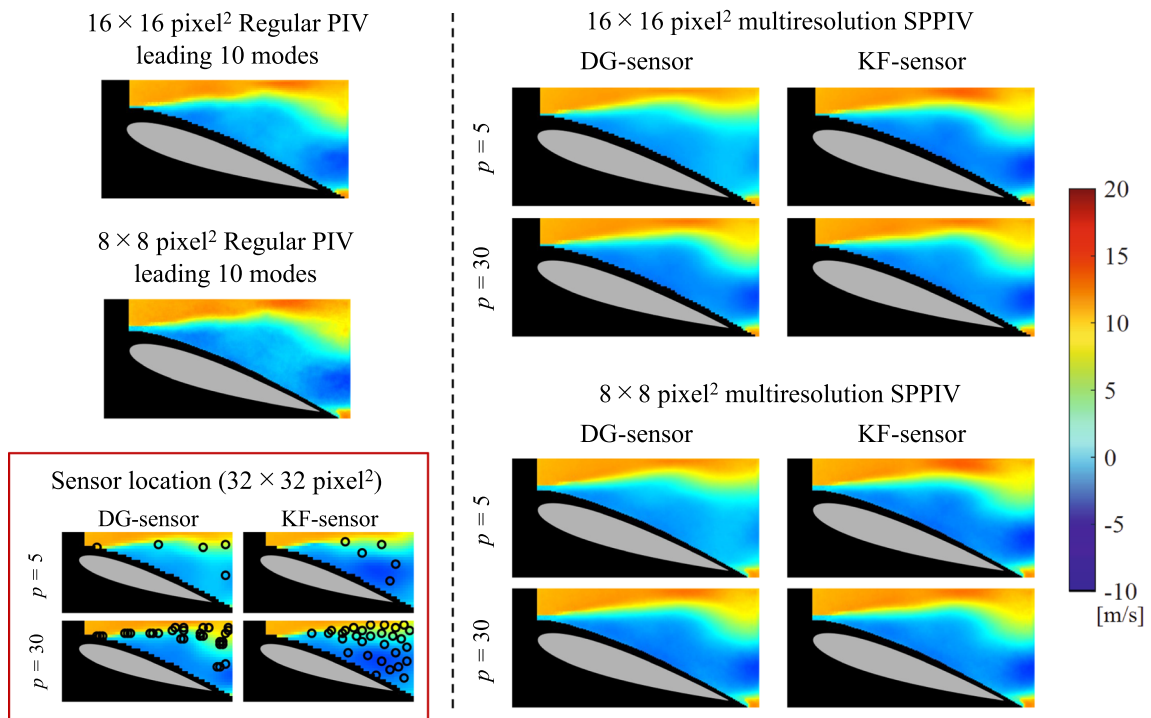 16 × 16 pixel² Regular PIV
leading 10 modes
8 × 8 pixel² Regular PIV
leading 10 modes
Sensor location (32 × 32 pixel²)
DG-sensor
KF-sensor
p = 5
p = 30
16 × 16 pixel² multiresolution SPPIV
DG-sensor
KF-sensor
p = 5
p = 30
8 × 8 pixel² multiresolution SPPIV
DG-sensor
KF-sensor
p = 5
p = 30
20
15
10
5
0
-5
-10
[m/s]